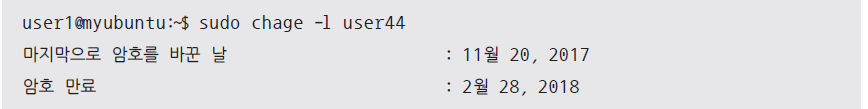 user1@myubuntu:~$ sudo chage -l user44
마지막으로 암호를 바꾼 날 : 11월 20, 2017
암호 만료 : 2월 28, 2018